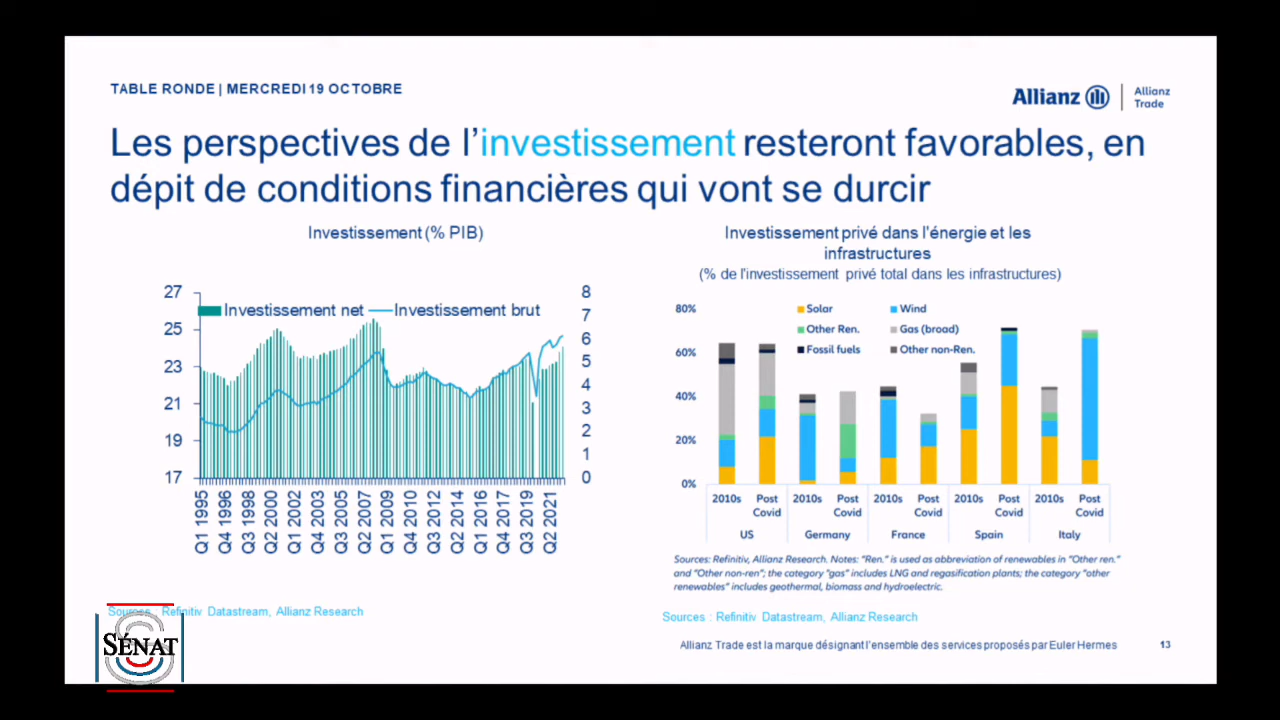 TABLE RONDE | MERCREDI 19 OCTOBRE
Allianz
Allianz
Trade
Les perspectives de l'investissement resteront favorables, en
dépit de conditions financières qui vont se durcir
Investissement (% PIB)
27
25
23
21
19
17
Investissement net
Investissement brut
8
7
6
5
4
3
2
1
0
Q1 1995
Q4 1996
Q3 1998
Q2 2000
Q1 2002
Q4 2003
Q3 2005
Q2 2007
Q1 2009
Q4 2010
Q3 2012
Q2 2014
Q1 2016
Q4 2017
Q3 2019
Q2 2021
Sources : Refinitiv Datastream, Allianz Research
Investissement privé dans l'énergie et les
infrastructures
(% de l'investissement privé total dans les infrastructures)
80%
60%
40%
20%
0%
Solar
Wind
Other Ren.
Gas (broad)
Fossil fuels
Other non-Ren.
2010s Post Covid 2010s Post Covid 2010s Post Covid 2010s Post Covid 2010s Post Covid
US Germany France Spain Italy
Sources: Refinitiv, Allianz Research. Notes: "Ren." is used as abbreviation of renewables in "Other ren."
and "Other non-ren"; the category "gas" includes LNG and regasification plants; the category "other
renewables" includes geothermal, biomass and hydroelectric.
Sources : Refinitiv Datastream, Allianz Research
Allianz Trade est la marque désignant l'ensemble des services proposés par Euler Hermes
13
SÉNAT